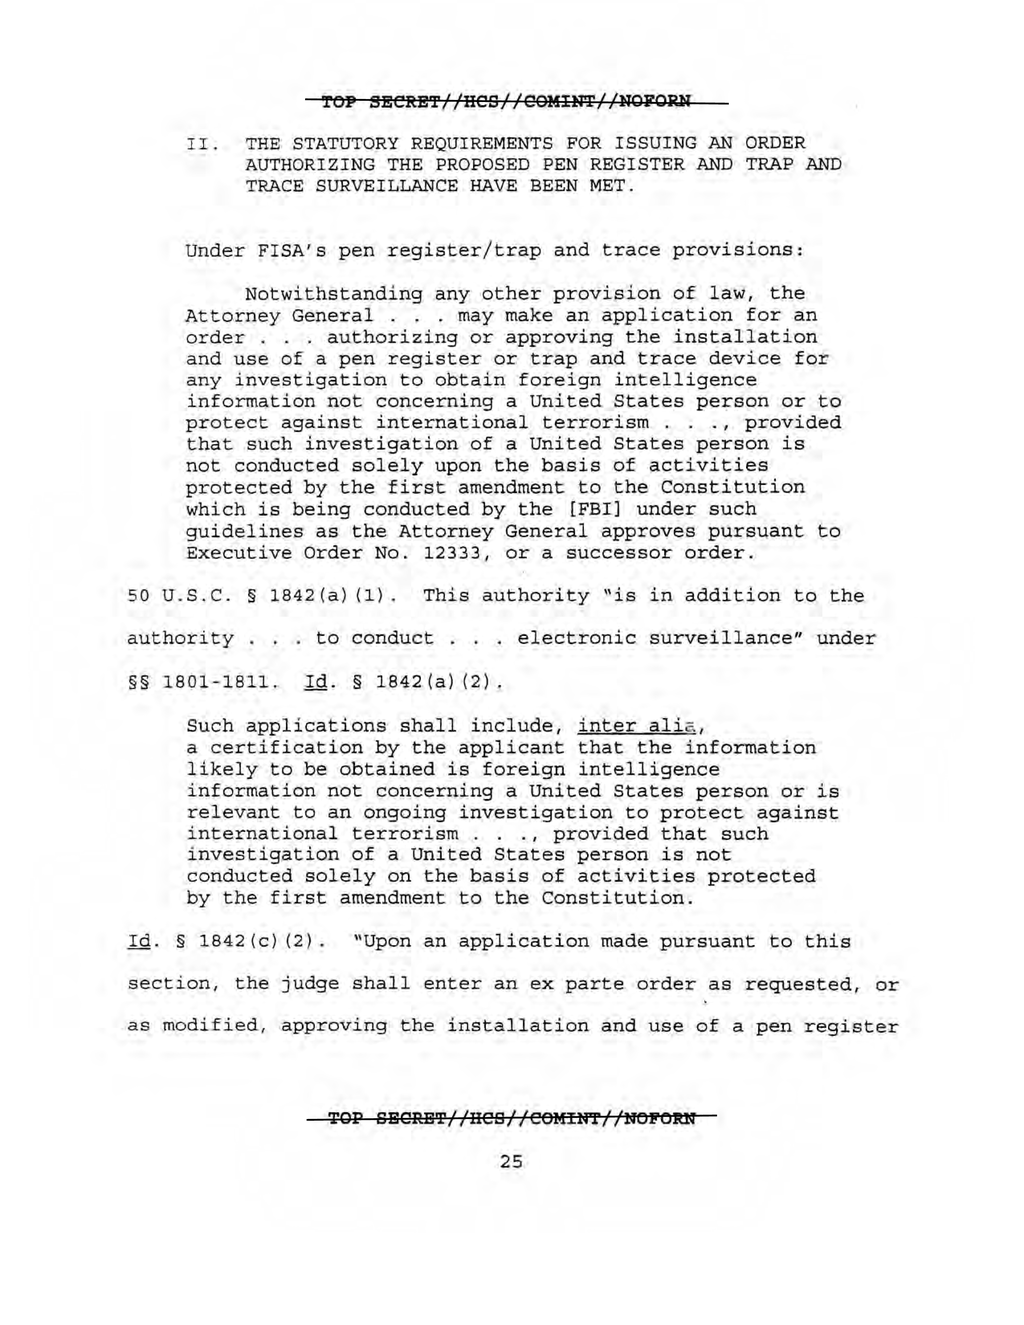 TOP SECRET//HCS//COMINT//NOFORN
II. THE STATUTORY REQUIREMENTS FOR ISSUING AN ORDER
AUTHORIZING THE PROPOSED PEN REGISTER AND TRAP AND
TRACE SURVEILLANCE HAVE BEEN MET.
Under FISA's pen register/trap and trace provisions:
Notwithstanding any other provision of law, the
Attorney General . . . may make an application for an
order . . . authorizing or approving the installation
and use of a pen register or trap and trace device for
any investigation to obtain foreign intelligence
information not concerning a United States person or to
protect against international terrorism . . ., provided
that such investigation of a United States person is
not conducted solely upon the basis of activities
protected by the first amendment to the Constitution
which is being conducted by the [FBI] under such
guidelines as the Attorney General approves pursuant to
Executive Order No. 12333, or a successor order.
50 U.S.C. § 1842(a)(1). This authority "is in addition to the
authority . . . to conduct . . . electronic surveillance" under
§§ 1801-1811. Id. § 1842(a)(2).
Such applications shall include, inter alia,
a certification by the applicant that the information
likely to be obtained is foreign intelligence
information not concerning a United States person or is
relevant to an ongoing investigation to protect against
international terrorism . . ., provided that such
investigation of a United States person is not
conducted solely on the basis of activities protected
by the first amendment to the Constitution.
Id. § 1842(c)(2). "Upon an application made pursuant to this
section, the judge shall enter an ex parte order as requested, or
as modified, approving the installation and use of a pen register
TOP SECRET//HCS//COMINT//NOFORN
25